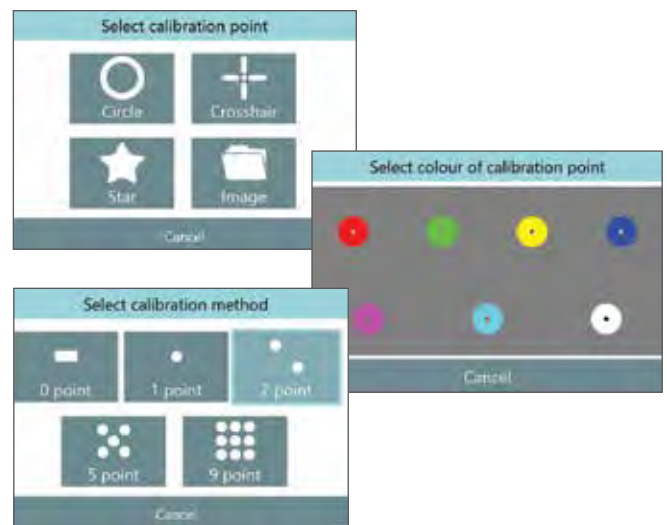 Select calibration point
Circle Crosshair
Star Image
Cancel
Select colour of calibration point
Cancel
Select calibration method
0 point 1 point 2 point
5 point 9 point
Cancel